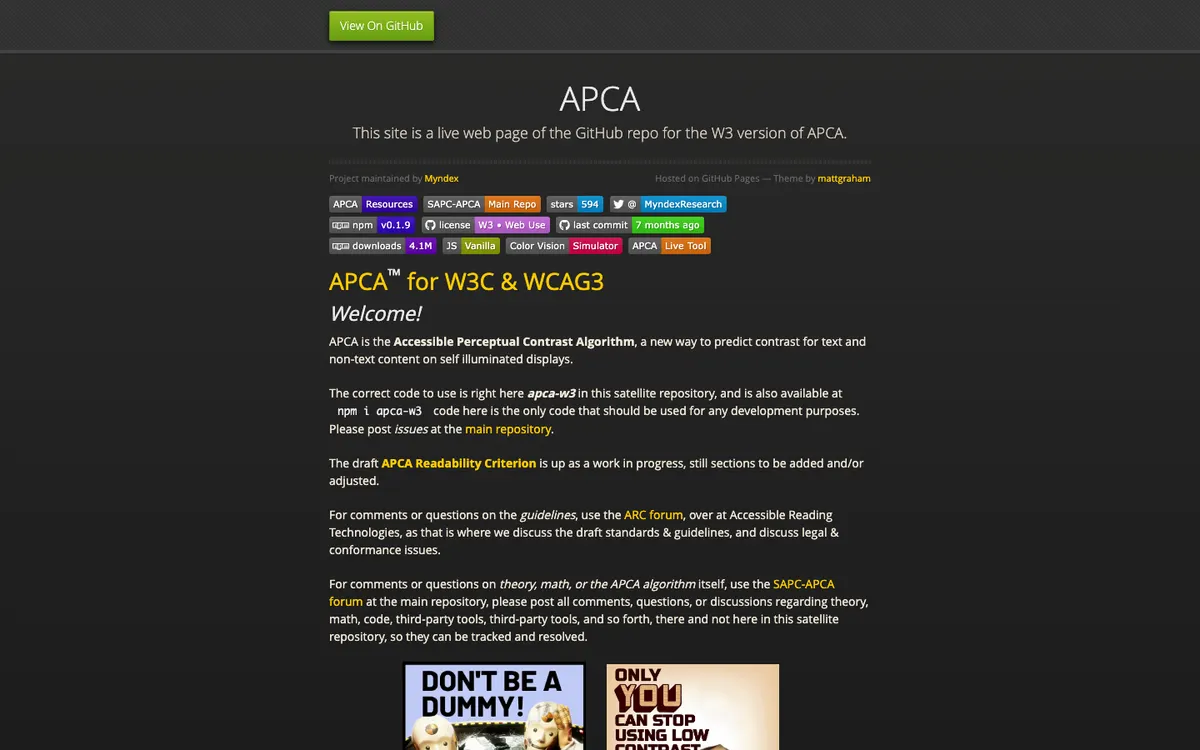 View On GitHub
APCA
This site is a live web page of the GitHub repo for the W3 version of APCA.
Project maintained by Myndex
Hosted on GitHub Pages — Theme by mattgraham
APCA Resources SAPC-APCA Main Repo stars 594 @ MyndexResearch
npm v0.1.9 license W3 • Web Use last commit 7 months ago
npm downloads 4.1M JS Vanilla Color Vision Simulator APCA Live Tool
APCA™ for W3C & WCAG3
Welcome!
APCA is the Accessible Perceptual Contrast Algorithm, a new way to predict contrast for text and
non-text content on self illuminated displays.
The correct code to use is right here apca-w3 in this satellite repository, and is also available at
npm i apca-w3 code here is the only code that should be used for any development purposes.
Please post issues at the main repository.
The draft APCA Readability Criterion is up as a work in progress, still sections to be added and/or
adjusted.
For comments or questions on the guidelines, use the ARC forum, over at Accessible Reading
Technologies, as that is where we discuss the draft standards & guidelines, and discuss legal &
conformance issues.
For comments or questions on theory, math, or the APCA algorithm itself, use the SAPC-APCA
forum at the main repository, please post all comments, questions, or discussions regarding theory,
math, code, third-party tools, third-party tools, and so forth, there and not here in this satellite
repository, so they can be tracked and resolved.
DON'T BE A
DUMMY!
ONLY
YOU
CAN STOP
USING LOW
CONTRAST